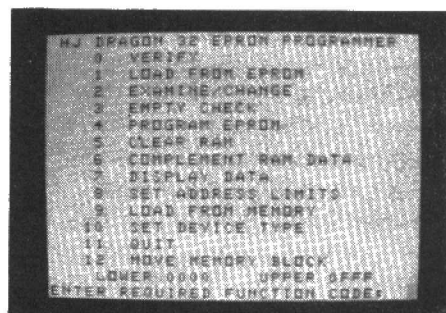 MJ DRAGON 32 EPROM PROGRAMMER
0 VERIFY
1 LOAD FROM EPROM
2 EXAMINE/CHANGE
3 EMPTY CHECK
4 PROGRAM EPROM
5 CLEAR RAM
6 COMPLEMENT RAM DATA
7 DISPLAY DATA
8 SET ADDRESS LIMITS
9 LOAD FROM MEMORY
10 SET DEVICE TYPE
11 QUIT
12 MOVE MEMORY BLOCK
LOWER 0000 UPPER 0FFF
ENTER REQUIRED FUNCTION CODE